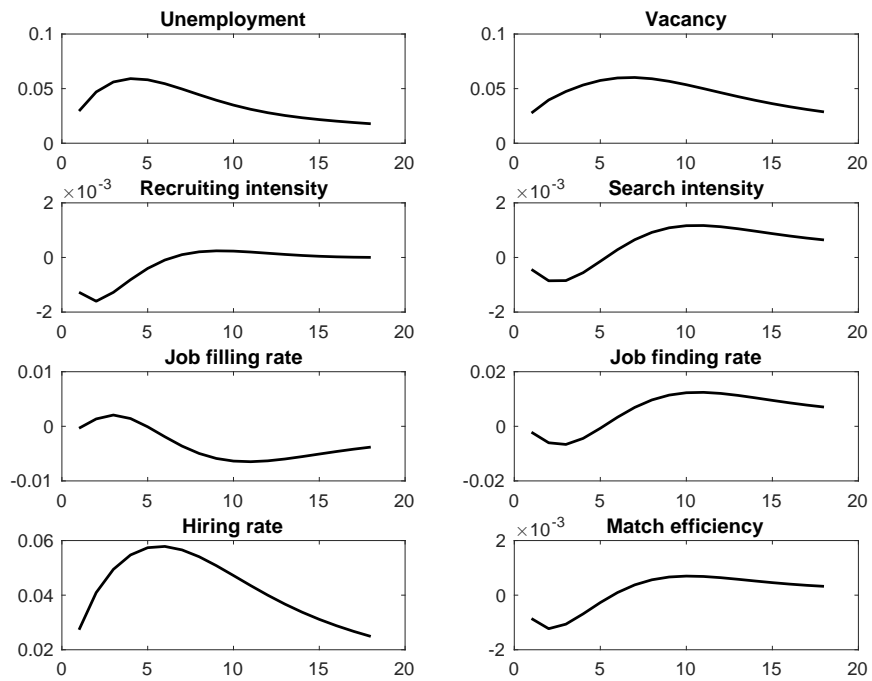 Unemployment
0.1
0.05
0
0 5 10 15 20
Vacancy
0.1
0.05
0
0 5 10 15 20
Recruiting intensity
×10-3
2
0
-2
0 5 10 15 20
Search intensity
×10-3
2
0
-2
0 5 10 15 20
Job filling rate
0.01
0
-0.01
0 5 10 15 20
Job finding rate
0.02
0
-0.02
0 5 10 15 20
Hiring rate
0.06
0.04
0.02
0 5 10 15 20
Match efficiency
×10-3
2
0
-2
0 5 10 15 20